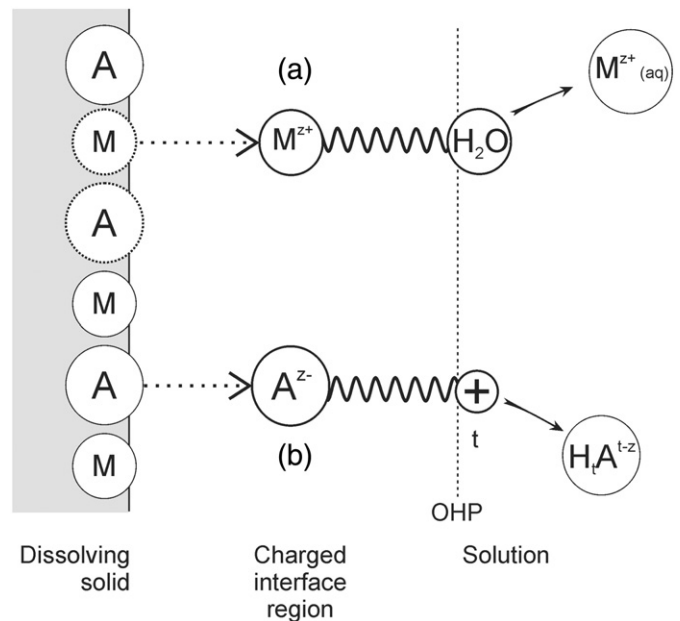 A
(a)
M^{z+} (aq)
M
M^{z+}
H₂O
A
M
A
A^{z-}
+
(b)
t
H_tA^{t-z}
M
OHP
Dissolving
solid
Charged
interface
region
Solution